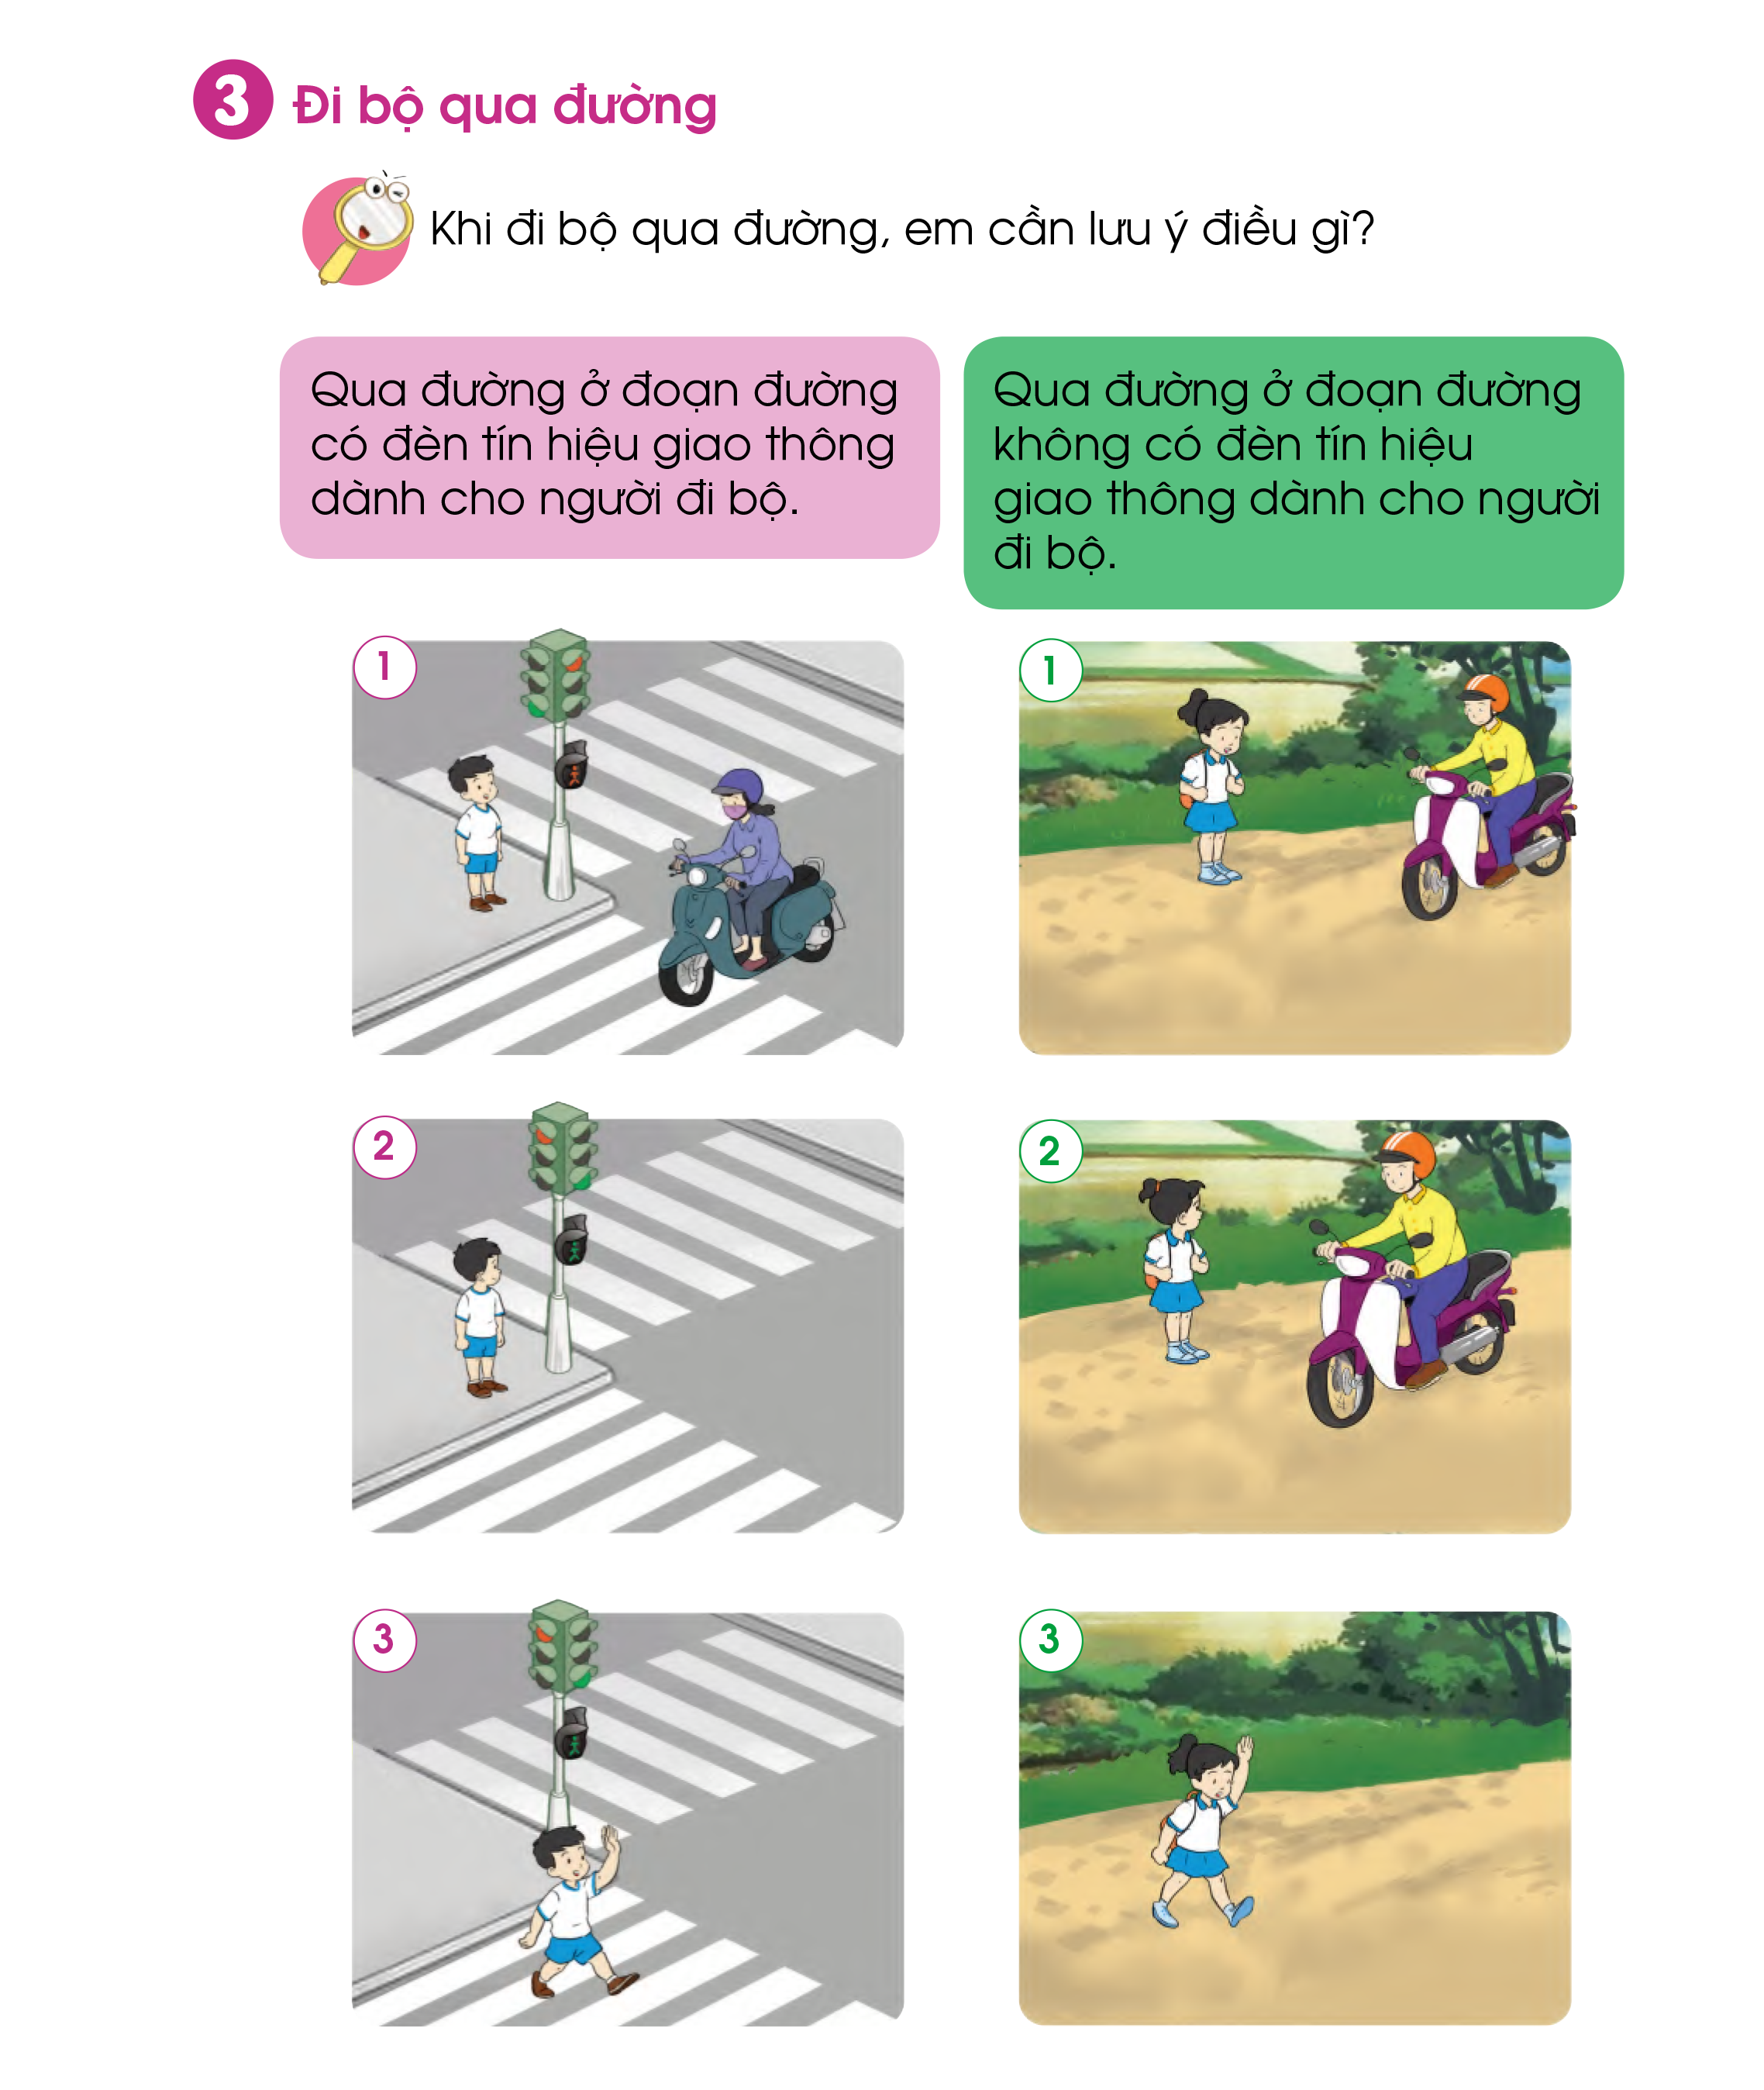 3 Đi bộ qua đường
Khi đi bộ qua đường, em cần lưu ý điều gì?
Qua đường ở đoạn đường
có đèn tín hiệu giao thông
dành cho người đi bộ.
Qua đường ở đoạn đường
không có đèn tín hiệu
giao thông dành cho người
đi bộ.
1
1
2
2
3
3